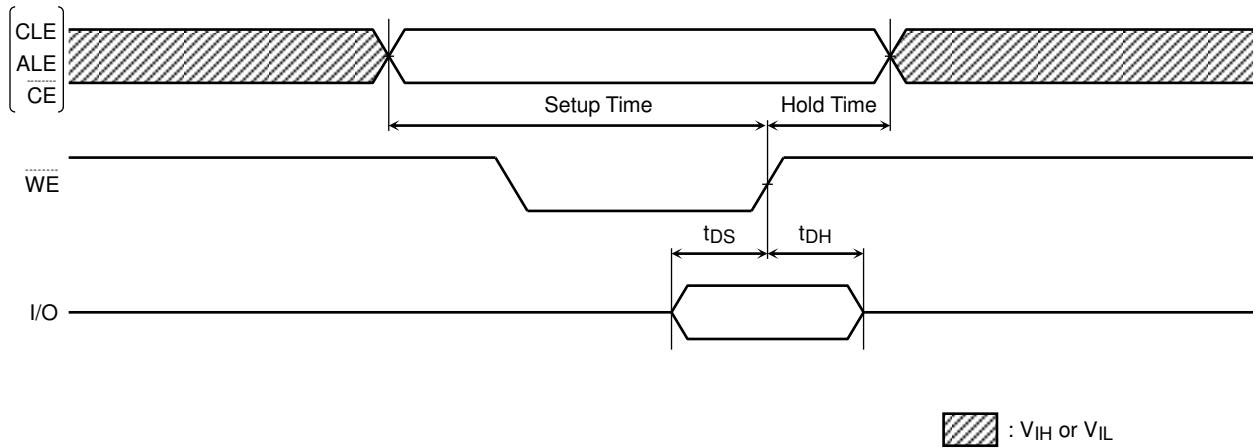 CLE
ALE
CE
Setup Time
Hold Time
WE
tDS
tDH
I/O
: VIH or VIL